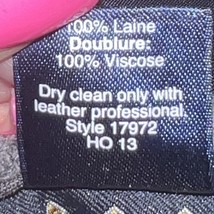 100% Laine
Doublure:
100% Viscose
Dry clean only with
leather professional.
Style 17972
HO 13